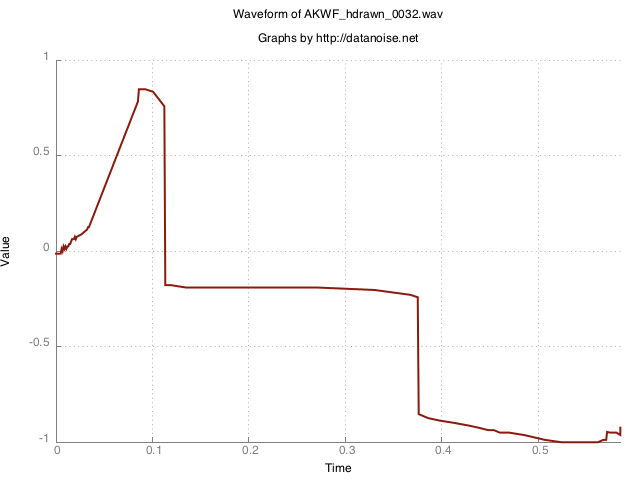 Waveform of AKWF_hdrawn_0032.wav
Graphs by http://datanoise.net
1
0.5
0
-0.5
-1
Value
0 0.1 0.2 0.3 0.4 0.5
Time